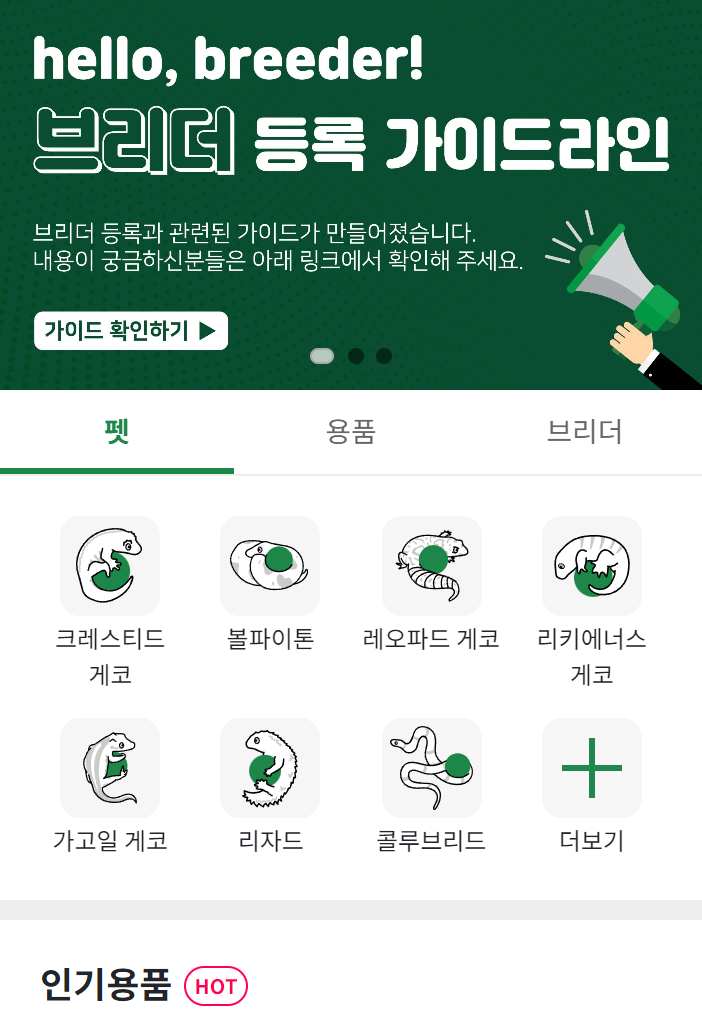 hello, breeder!
브리더 등록 가이드라인
브리더 등록과 관련된 가이드가 만들어졌습니다.
내용이 궁금하신분들은 아래 링크에서 확인해 주세요.
가이드 확인하기 ▶
펫 용품 브리더
크레스티드 게코 볼파이톤 레오파드 게코 리키에너스 게코
가고일 게코 리자드 콜루브리드 더보기
인기용품 HOT